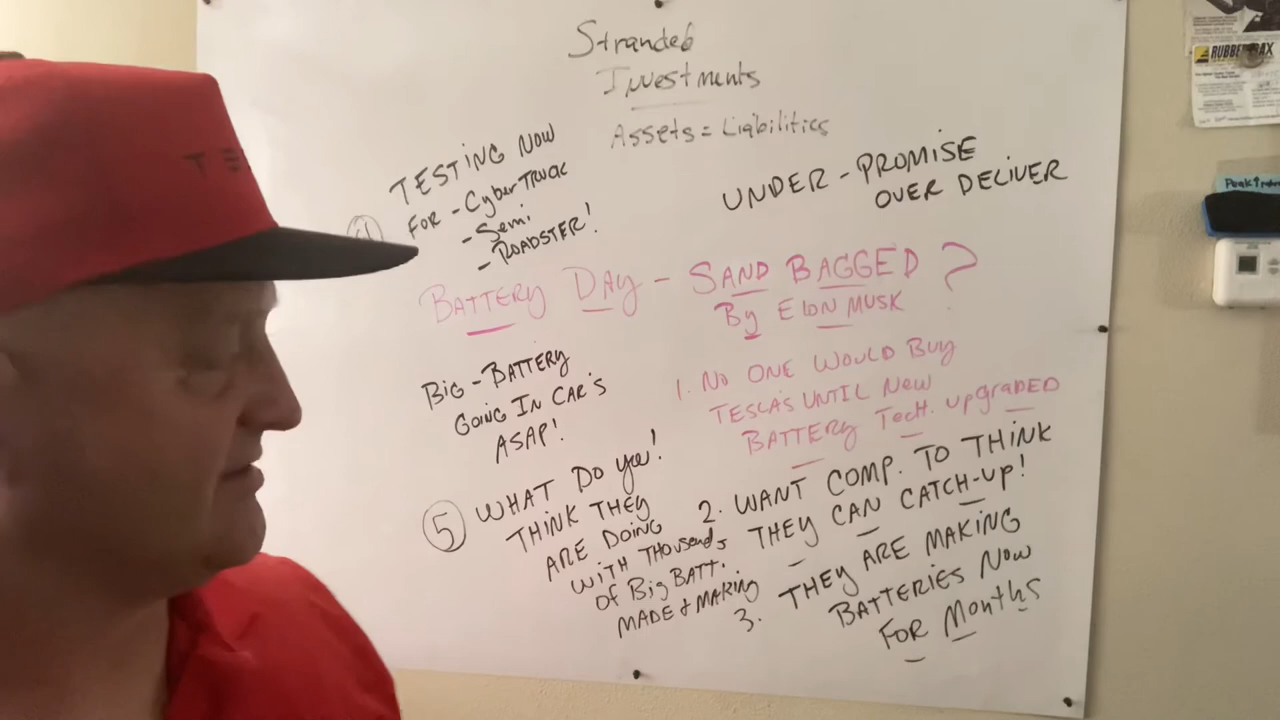 Stranded
Investments
Assets = Liabilities
TESTING NOW
FOR - CyberTRUCK
- Semi
- ROADSTER!
UNDER - PROMISE
OVER DELIVER
BATTERY DAY - SAND BAGGED ?
By ELON MUSK
BIG - BATTERY
GOING IN CAR'S
ASAP!
1. NO ONE WOULD BUY
TESLA'S UNTIL NEW
BATTERY TecH. upgRADED
2. WANT COMP. TO THINK
THEY CAN CATCH-UP!
3. THEY ARE MAKING
BATTERIES NOW
FOR Months
5 WHAT DO YOU!
THINK THEY
ARE DOING
WITH THOUSANDS
OF BIG BATT.
MADE & MAKING
RUBBER